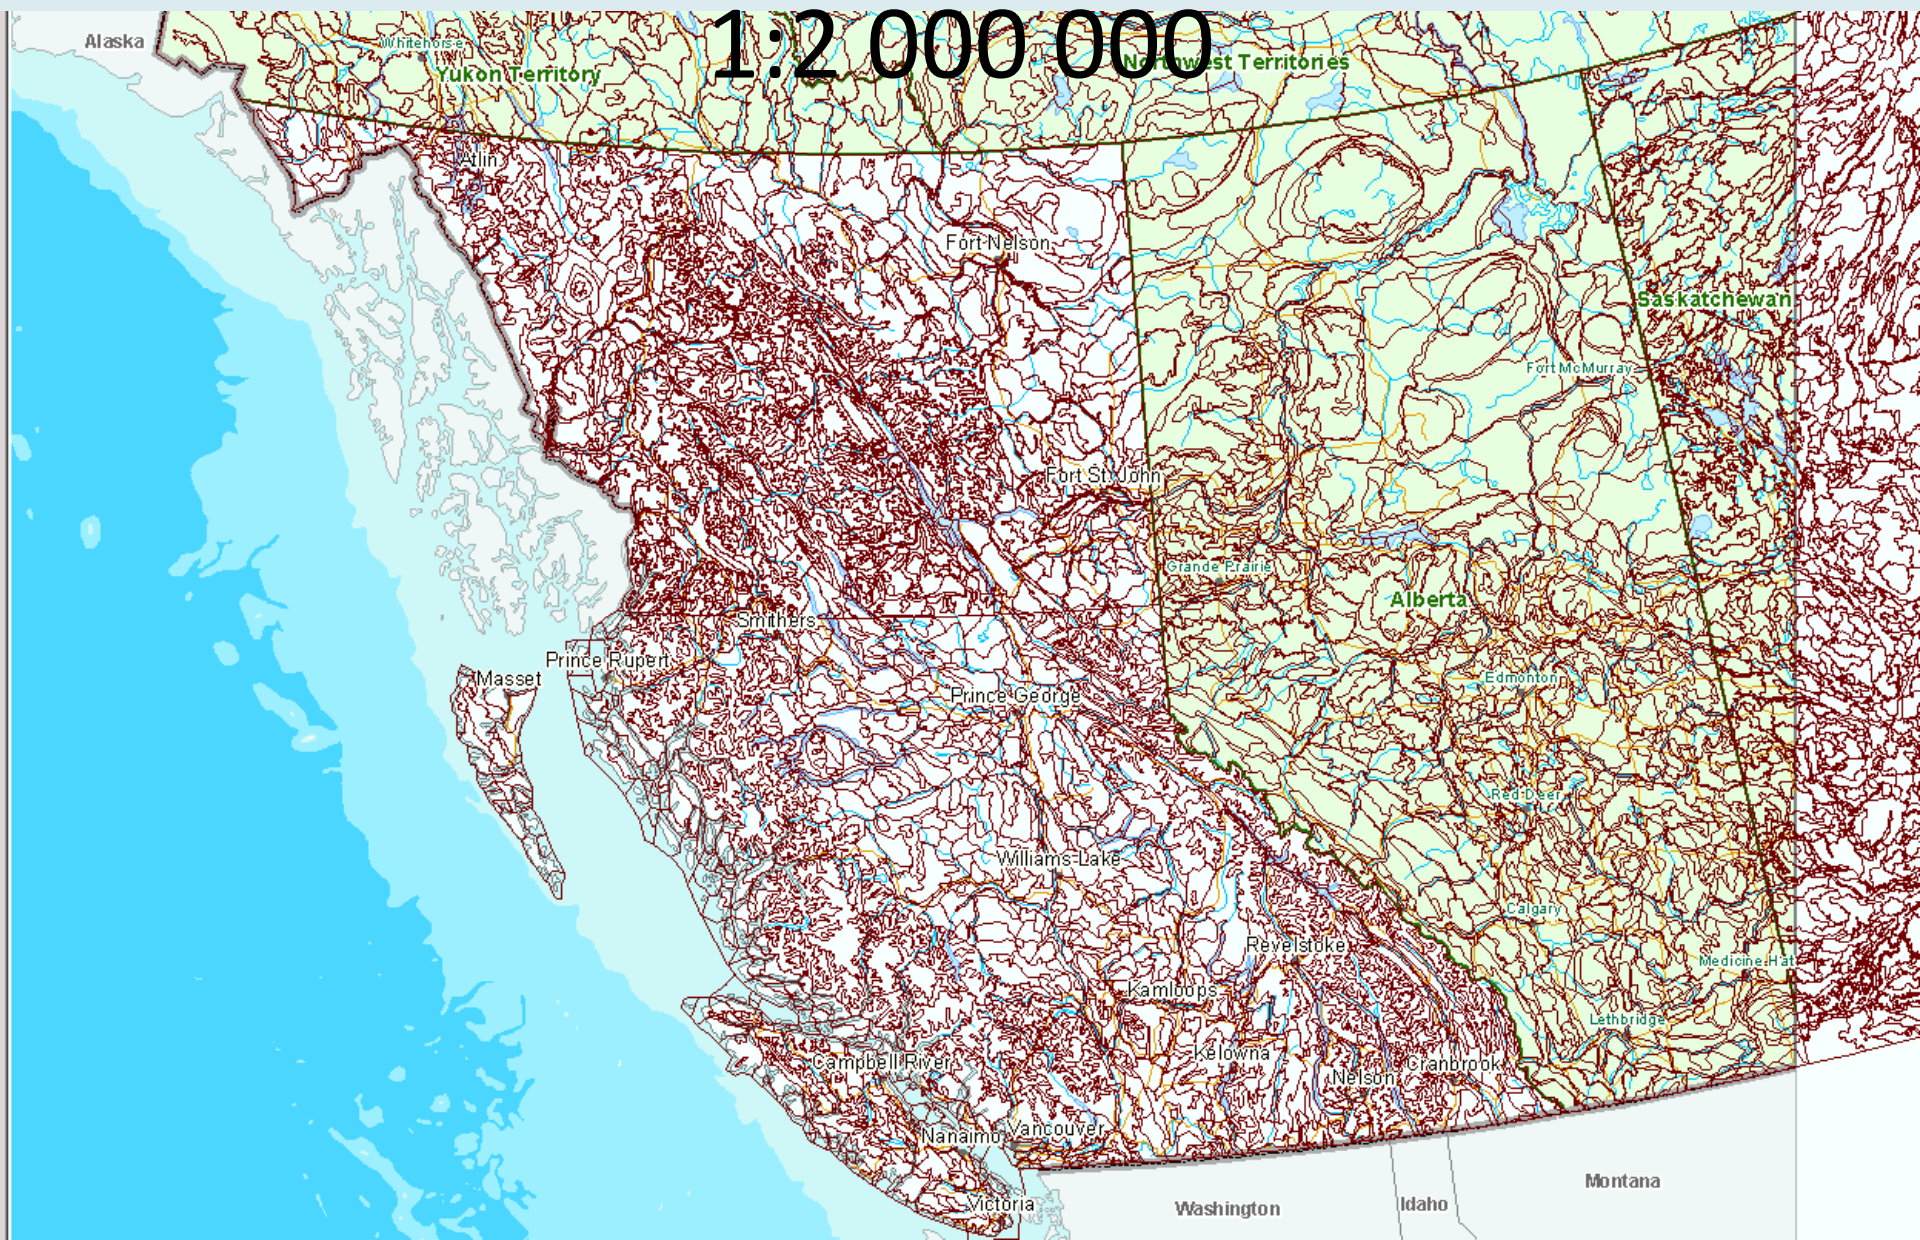 1:2 000 000
Alaska
Whitehorse
Yukon Territory
Northwest Territories
Atlin
Fort Nelson
Saskatchewan
Fort McMurray
Fort St. John
Grande Prairie
Alberta
Smithers
Prince Rupert
Masset
Edmonton
Prince George
Red Deer
Williams Lake
Calgary
Revelstoke
Medicine Hat
Kamloops
Lethbridge
Kelowna
Campbell River
Cranbrook
Nelson
Nanaimo
Vancouver
Montana
Victoria
Washington
Idaho